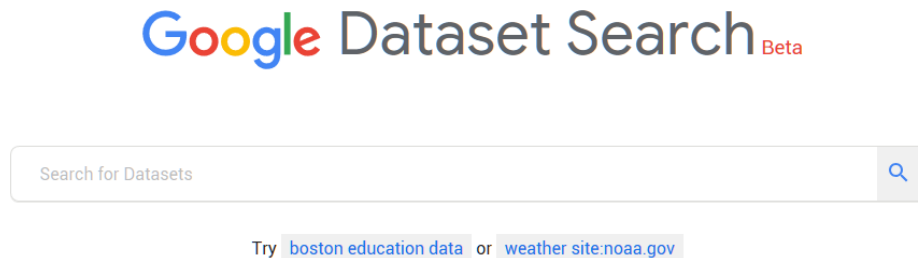 Google Dataset Search Beta
Search for Datasets
Try boston education data or weather site:noaa.gov